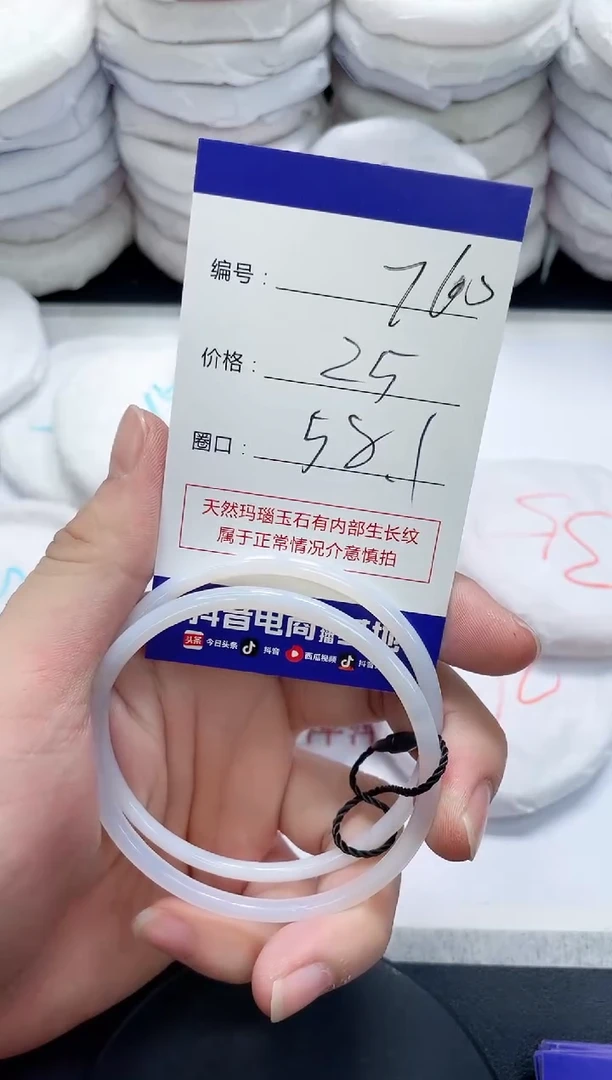 编号：760
价格：25
圈口：58.1
天然玛瑙玉石有内部生长纹
属于正常情况介意慎拍
抖音电商
头条 今日头条 抖音 西瓜视频 抖音